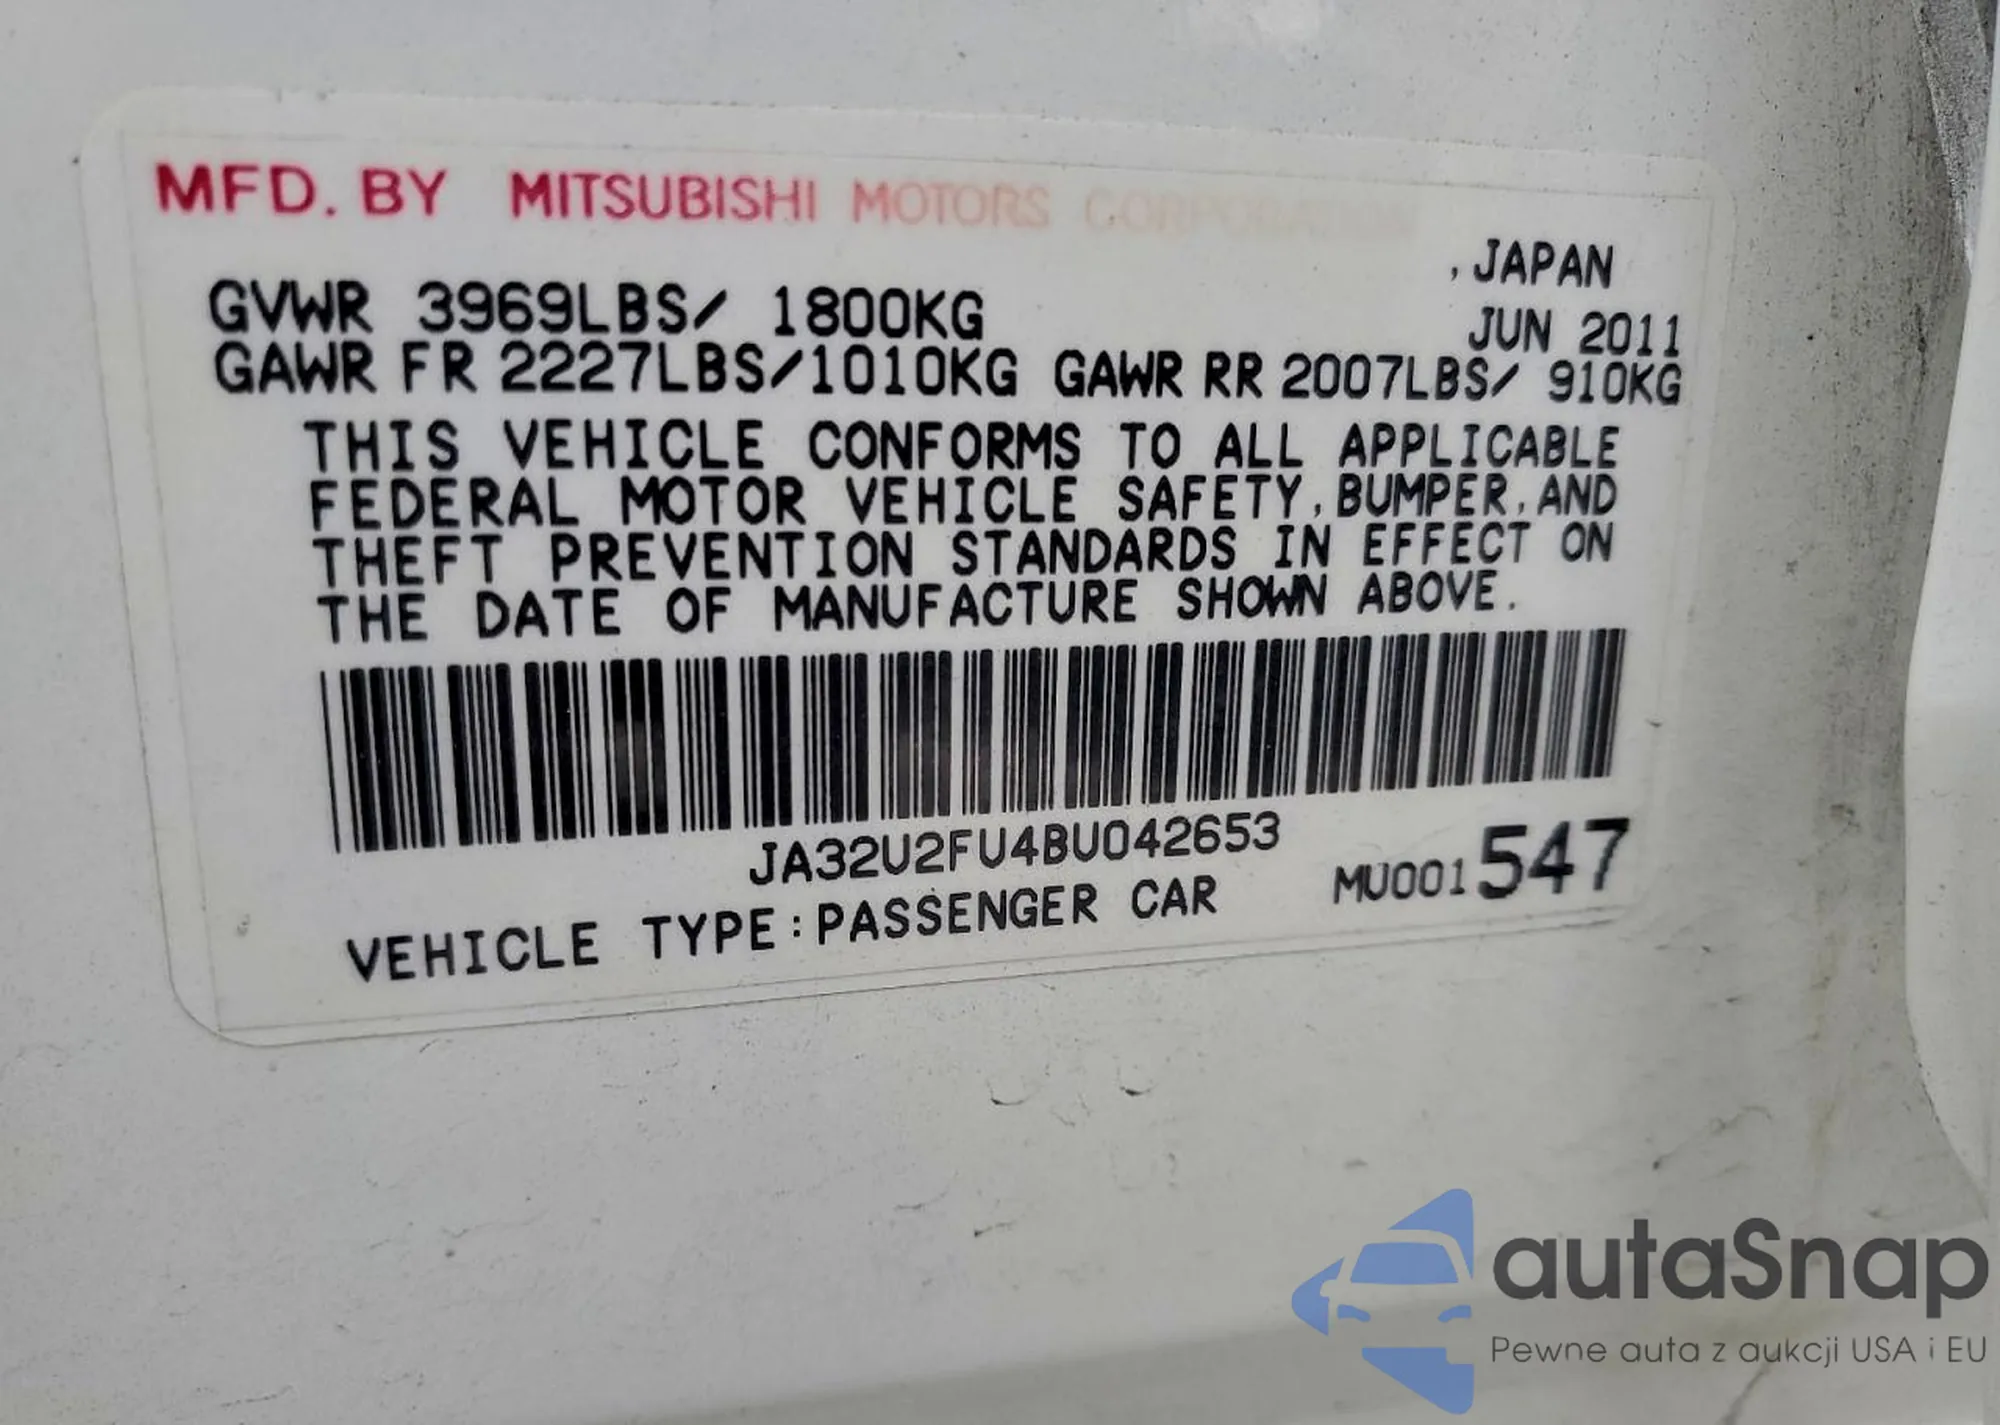 MFD. BY MITSUBISHI MOTORS CORPORATION
, JAPAN
GVWR 3969LBS/ 1800KG
JUN 2011
GAWR FR 2227LBS/1010KG GAWR RR 2007LBS/ 910KG
THIS VEHICLE CONFORMS TO ALL APPLICABLE
FEDERAL MOTOR VEHICLE SAFETY, BUMPER, AND
THEFT PREVENTION STANDARDS IN EFFECT ON
THE DATE OF MANUFACTURE SHOWN ABOVE.
JA32U2FU4BU042653
MU001547
VEHICLE TYPE:PASSENGER CAR
autaSnap
Pewne auta z aukcji USA i EU